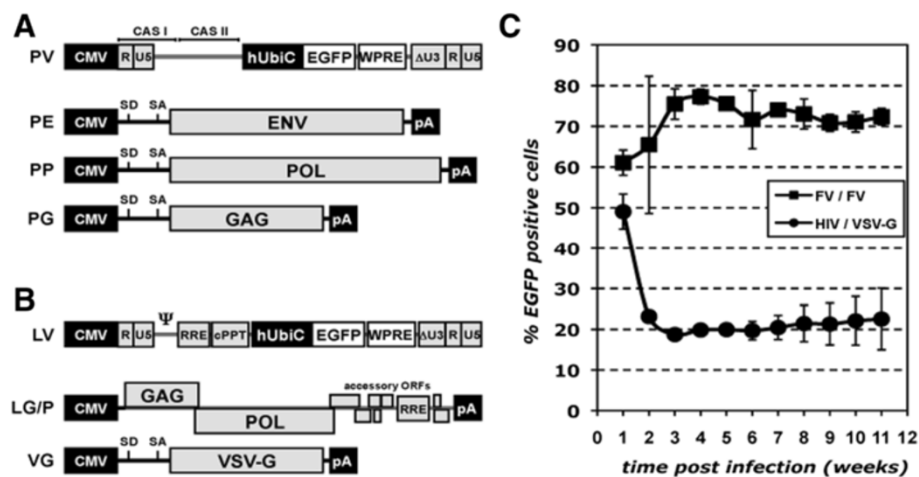 A
CAS I CAS II
PV CMV R U5 hUbiC EGFP WPRE ΔU3 R U5
SD SA
PE CMV ENV pA
PP CMV POL pA
SD SA
PG CMV GAG pA
B
Ψ
LV CMV R U5 RRE cPPT hUbiC EGFP WPRE ΔU3 R U5
GAG accessory ORFs
LG/P CMV POL RRE pA
SD SA
VG CMV VSV-G pA
C
% EGFP positive cells
90
80
70
60
50
40
30
20
10
0
FV / FV
HIV / VSV-G
0 1 2 3 4 5 6 7 8 9 10 11 12
time post infection (weeks)